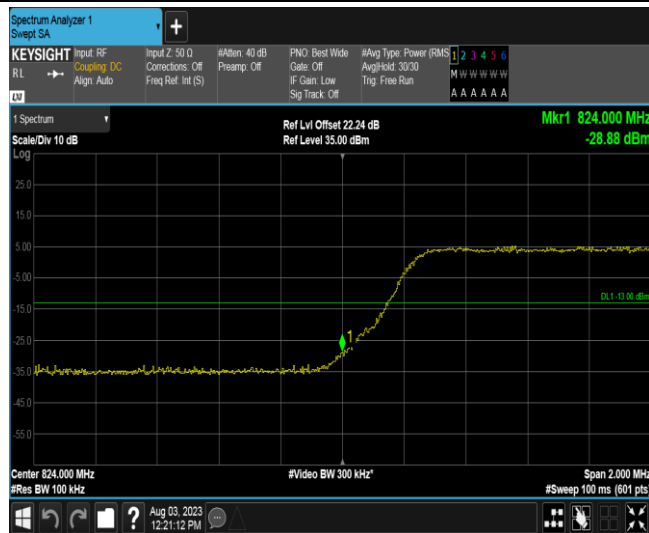 Spectrum Analyzer 1
Swept SA
+
KEYSIGHT
RL
LXI
Input: RF
Coupling: DC
Align: Auto
Input Z: 50 Ω
Corrections: Off
Freq Ref: Int (S)
#Atten: 40 dB
Preamp: Off
PNO: Best Wide
Gate: Off
IF Gain: Low
Sig Track: Off
#Avg Type: Power (RMS
Avg|Hold: 30/30
Trig: Free Run
1 2 3 4 5 6
M W W W W W
A A A A A A
1 Spectrum
Scale/Div 10 dB
Log
Ref Lvl Offset 22.24 dB
Ref Level 35.00 dBm
Mkr1 824.000 MHz
-28.88 dBm
25.0
15.0
5.00
-5.00
DL1 -13.00 dBm
-15.0
1
-25.0
-35.0
-45.0
-55.0
Center 824.000 MHz
#Video BW 300 kHz*
Span 2.000 MHz
#Res BW 100 kHz
#Sweep 100 ms (601 pts)
?
Aug 03, 2023
12:21:12 PM